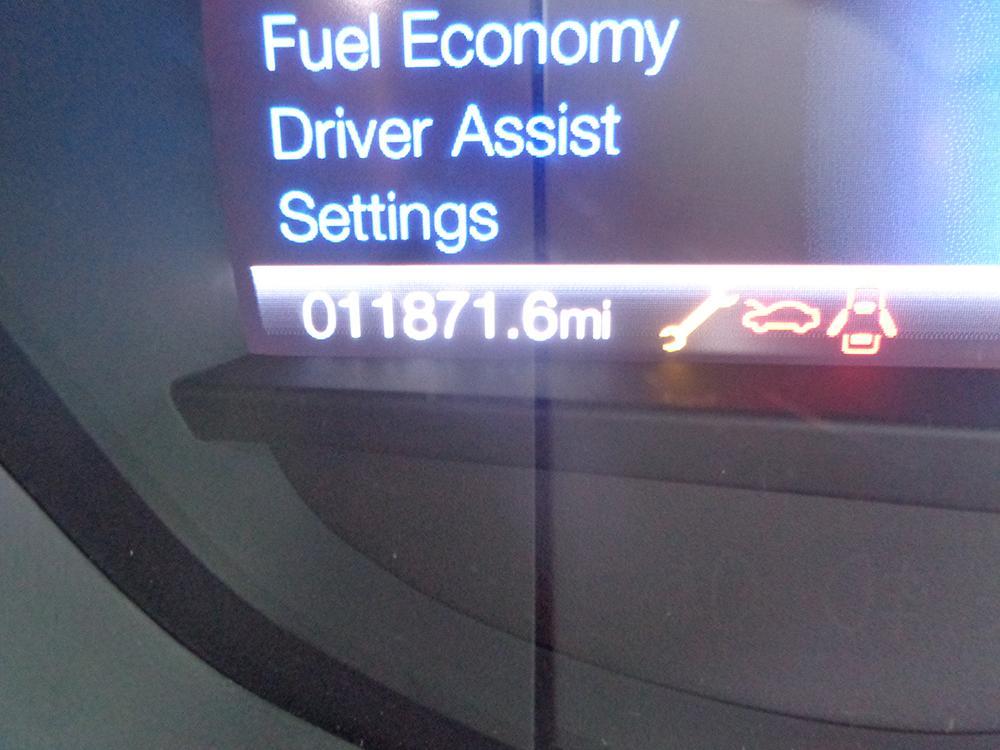 Fuel Economy
Driver Assist
Settings
011871.6mi